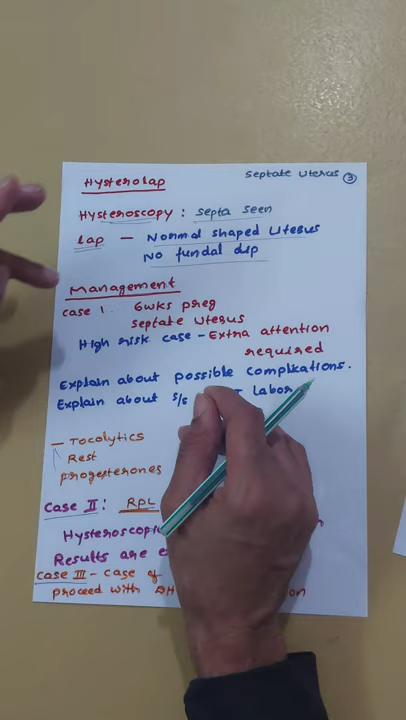 Septate Uterus 3
Hysterolap
Hysteroscopy : septa seen
lap - Normal shaped Uterus
No fundal dip
Management
Case 1. 6wks preg
septate uterus
High risk case - Extra attention
required
Explain about possible complications.
Explain about s/s labor
- Tocolytics
Rest
progesterones
Case II : RPL
Results are
Case III - case of
proceed with